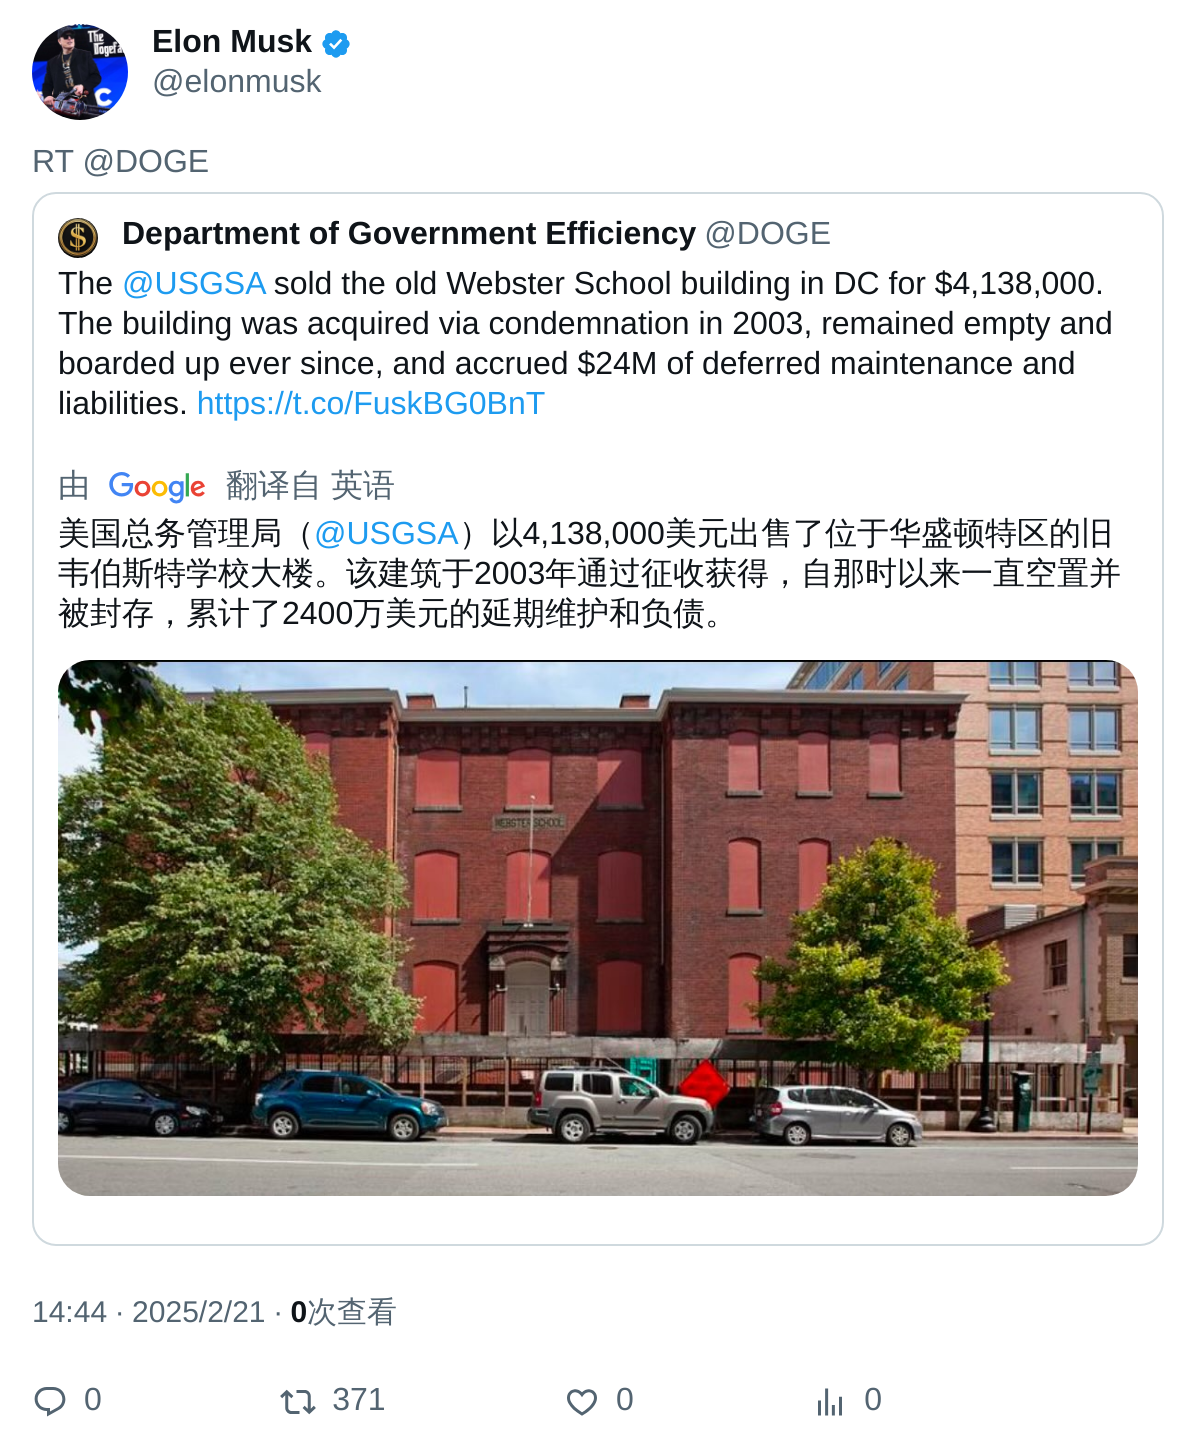 The
Dogefa
C
Elon Musk
@elonmusk
RT @DOGE
$
Department of Government Efficiency @DOGE
The @USGSA sold the old Webster School building in DC for $4,138,000.
The building was acquired via condemnation in 2003, remained empty and
boarded up ever since, and accrued $24M of deferred maintenance and
liabilities. https://t.co/FuskBG0BnT
由 Google 翻译自 英语
美国总务管理局（@USGSA）以4,138,000美元出售了位于华盛顿特区的旧
韦伯斯特学校大楼。该建筑于2003年通过征收获得，自那时以来一直空置并
被封存，累计了2400万美元的延期维护和负债。
WEBSTER SCHOOL
14:44 · 2025/2/21 · 0次查看
0 371 0 0